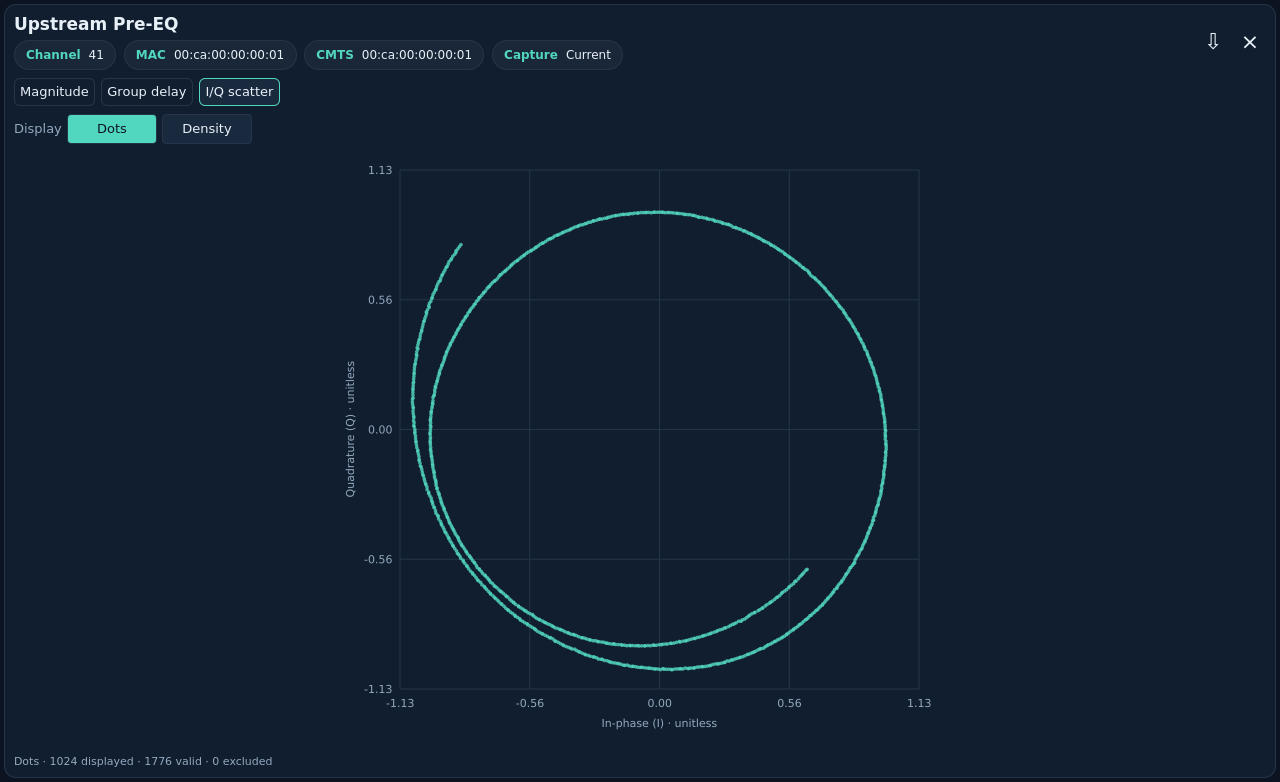 Upstream Pre-EQ
Channel 41 MAC 00:ca:00:00:00:01 CMTS 00:ca:00:00:00:01 Capture Current
⇩ ×
Magnitude Group delay I/Q scatter
Display Dots Density
1.13
0.56
0.00
-0.56
-1.13
Quadrature (Q) · unitless
-1.13 -0.56 0.00 0.56 1.13
In-phase (I) · unitless
Dots · 1024 displayed · 1776 valid · 0 excluded